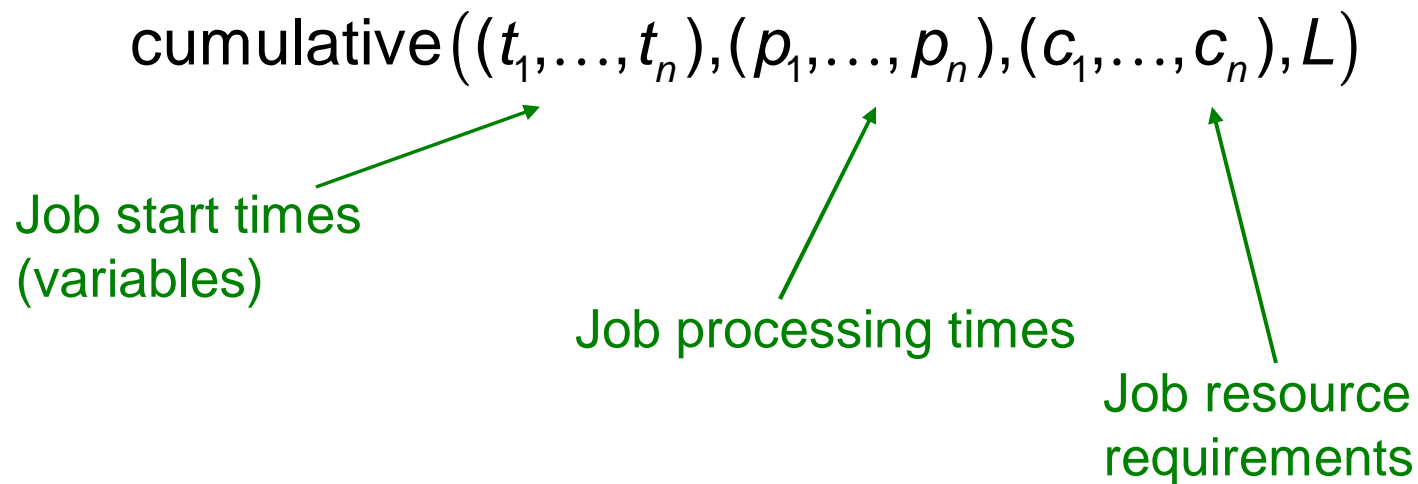 cumulative((t₁,…,tₙ),(p₁,…,pₙ),(c₁,…,cₙ),L)
Job start times
(variables)
Job processing times
Job resource
requirements